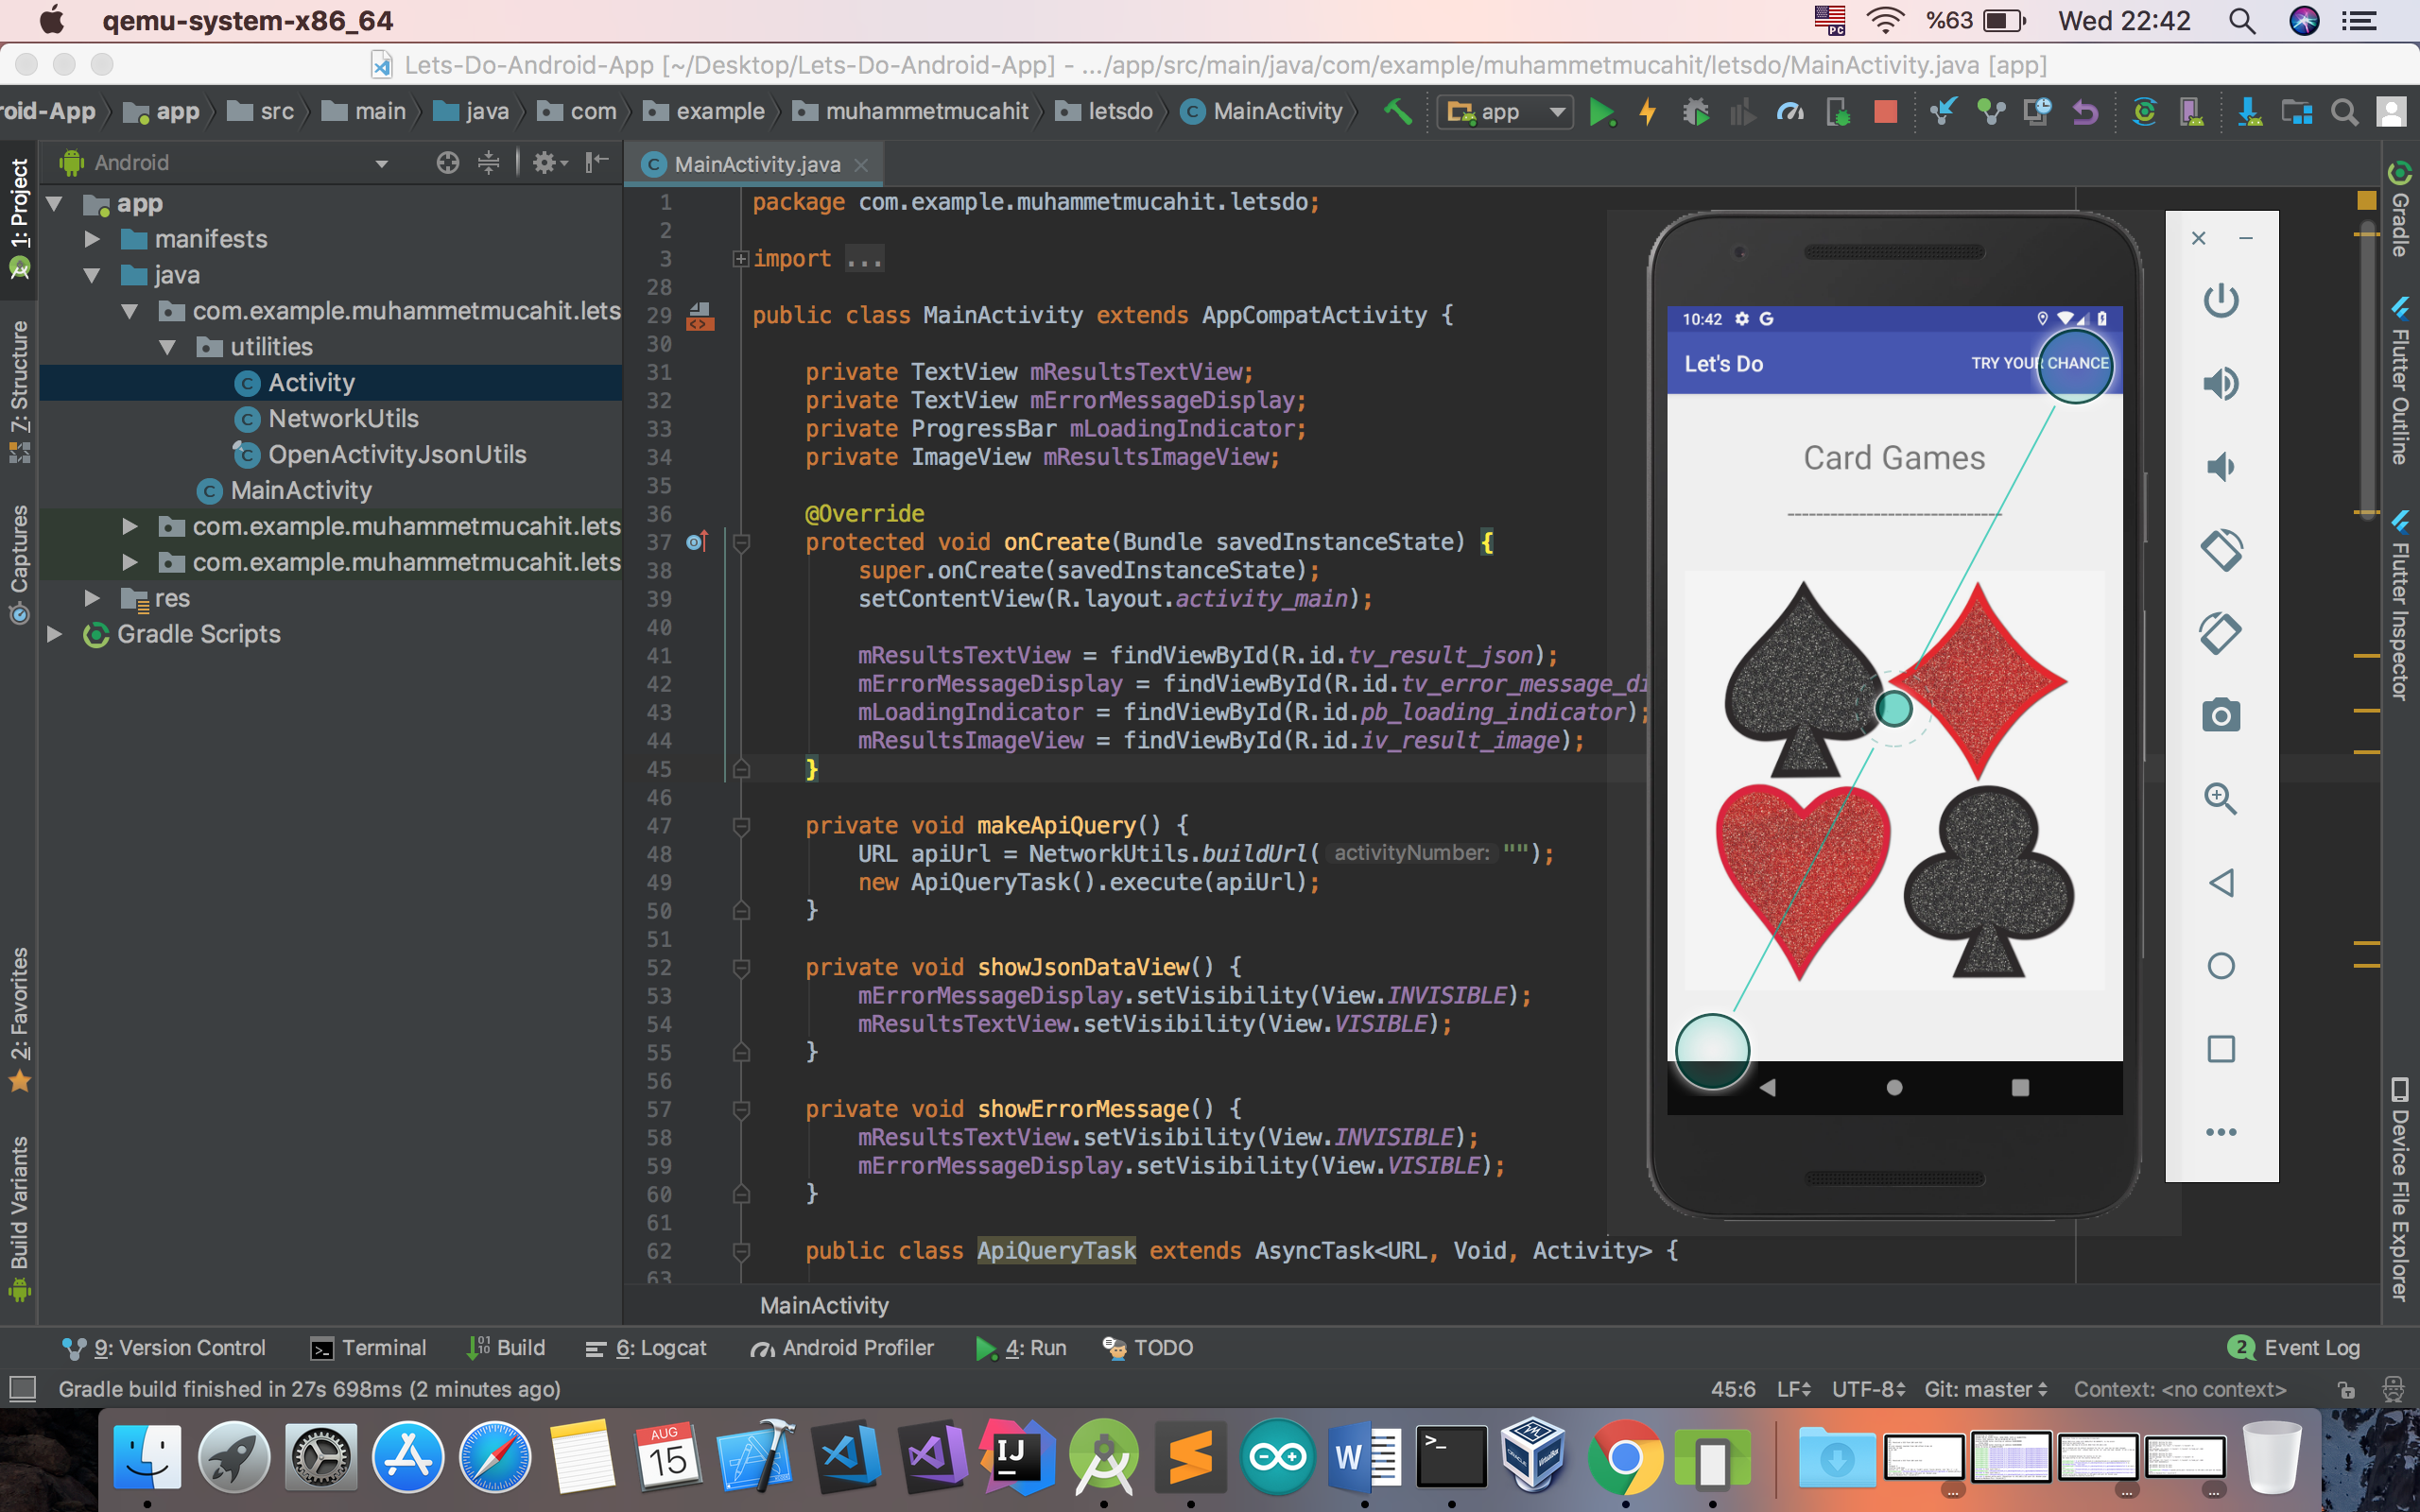 qemu-system-x86_64
PC
%63
Wed 22:42
Lets-Do-Android-App [~/Desktop/Lets-Do-Android-App] - .../app/src/main/java/com/example/muhammetmucahit/letsdo/MainActivity.java [app]
roid-App
app
src
main
java
com
example
muhammetmucahit
letsdo
MainActivity
app
Android
MainActivity.java
1: Project
7: Structure
Captures
2: Favorites
Build Variants
app
manifests
java
com.example.muhammetmucahit.lets
utilities
Activity
NetworkUtils
OpenActivityJsonUtils
MainActivity
com.example.muhammetmucahit.lets
com.example.muhammetmucahit.lets
res
Gradle Scripts
1 package com.example.muhammetmucahit.letsdo;
2
3 import ...
28
29 public class MainActivity extends AppCompatActivity {
30
31 private TextView mResultsTextView;
32 private TextView mErrorMessageDisplay;
33 private ProgressBar mLoadingIndicator;
34 private ImageView mResultsImageView;
35
36 @Override
37 protected void onCreate(Bundle savedInstanceState) {
38 super.onCreate(savedInstanceState);
39 setContentView(R.layout.activity_main);
40
41 mResultsTextView = findViewById(R.id.tv_result_json);
42 mErrorMessageDisplay = findViewById(R.id.tv_error_message_di
43 mLoadingIndicator = findViewById(R.id.pb_loading_indicator);
44 mResultsImageView = findViewById(R.id.iv_result_image);
45 }
46
47 private void makeApiQuery() {
48 URL apiUrl = NetworkUtils.buildUrl( activityNumber: "");
49 new ApiQueryTask().execute(apiUrl);
50 }
51
52 private void showJsonDataView() {
53 mErrorMessageDisplay.setVisibility(View.INVISIBLE);
54 mResultsTextView.setVisibility(View.VISIBLE);
55 }
56
57 private void showErrorMessage() {
58 mResultsTextView.setVisibility(View.INVISIBLE);
59 mErrorMessageDisplay.setVisibility(View.VISIBLE);
60 }
61
62 public class ApiQueryTask extends AsyncTask<URL, Void, Activity> {
63
10:42 G
Let's Do
TRY YOUR CHANCE
Card Games
------------------------------
Gradle
Flutter Outline
Flutter Inspector
Device File Explorer
MainActivity
9: Version Control
Terminal
Build
6: Logcat
Android Profiler
4: Run
TODO
2 Event Log
Gradle build finished in 27s 698ms (2 minutes ago)
45:6
LF
UTF-8
Git: master
Context: <no context>
AUG
15
IJ
W
>_